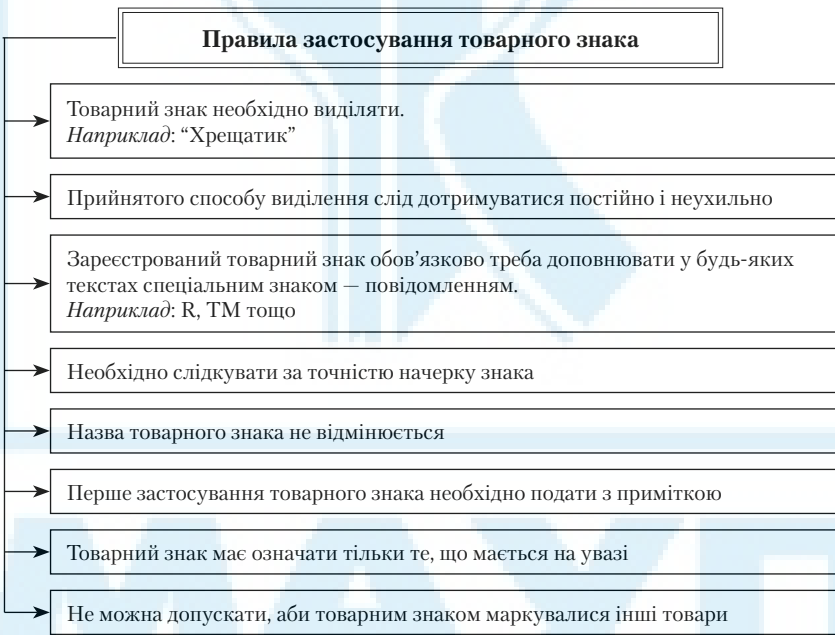 Правила застосування товарного знака
Товарний знак необхідно виділяти.
Наприклад: “Хрещатик”
Прийнятого способу виділення слід дотримуватися постійно і неухильно
Зареєстрований товарний знак обов’язково треба доповнювати у будь-яких
текстах спеціальним знаком — повідомленням.
Наприклад: R, TM тощо
Необхідно слідкувати за точністю начерку знака
Назва товарного знака не відмінюється
Перше застосування товарного знака необхідно подати з приміткою
Товарний знак має означати тільки те, що мається на увазі
Не можна допускати, аби товарним знаком маркувалися інші товари
МАУП